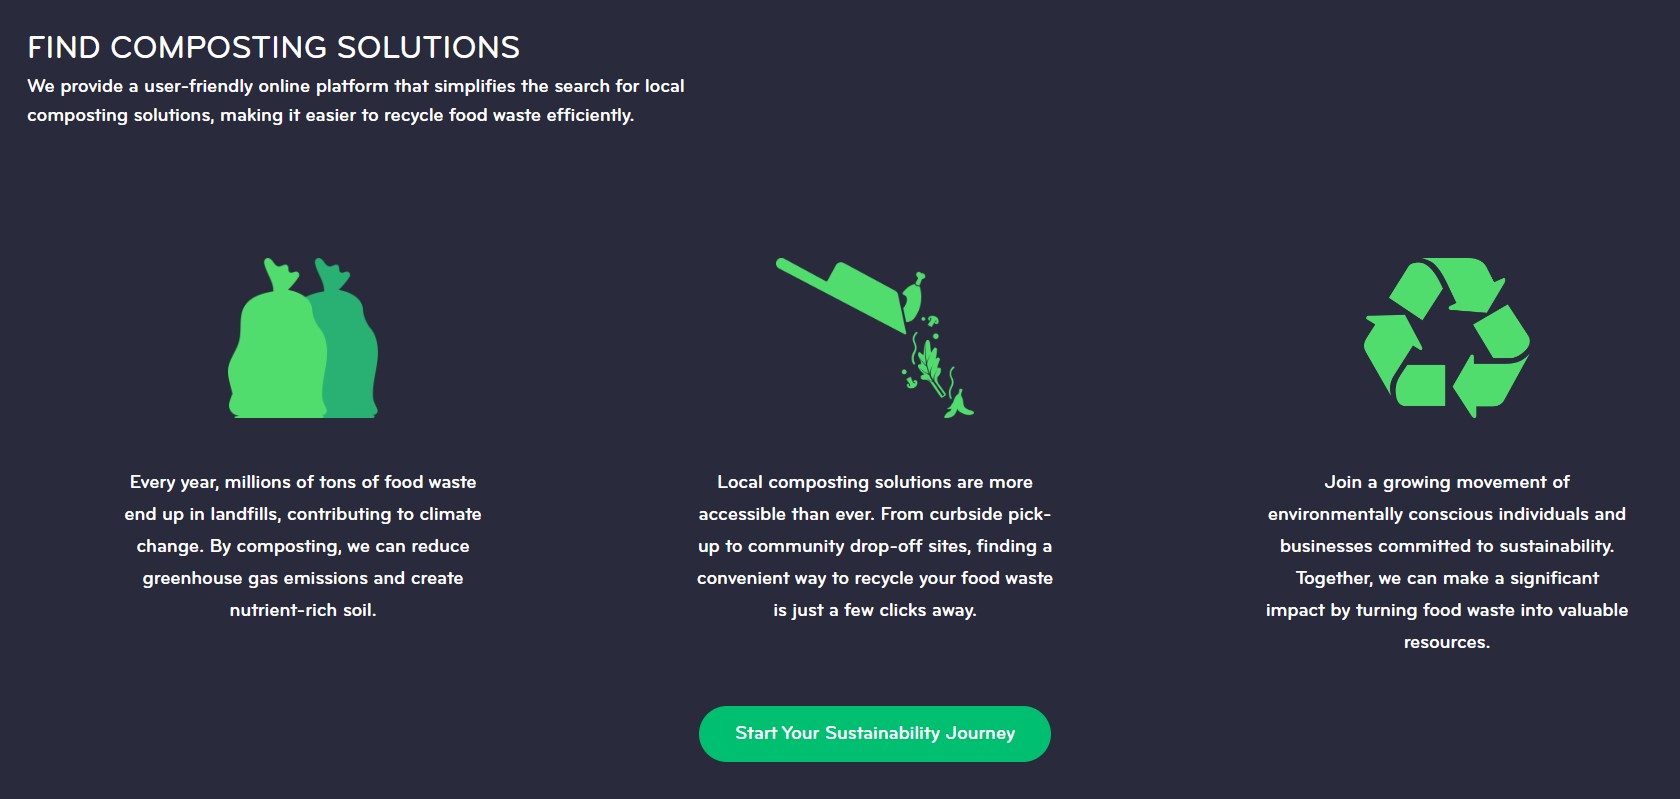 FIND COMPOSTING SOLUTIONS
We provide a user-friendly online platform that simplifies the search for local
composting solutions, making it easier to recycle food waste efficiently.
Every year, millions of tons of food waste
end up in landfills, contributing to climate
change. By composting, we can reduce
greenhouse gas emissions and create
nutrient-rich soil.
Local composting solutions are more
accessible than ever. From curbside pick-
up to community drop-off sites, finding a
convenient way to recycle your food waste
is just a few clicks away.
Join a growing movement of
environmentally conscious individuals and
businesses committed to sustainability.
Together, we can make a significant
impact by turning food waste into valuable
resources.
Start Your Sustainability Journey